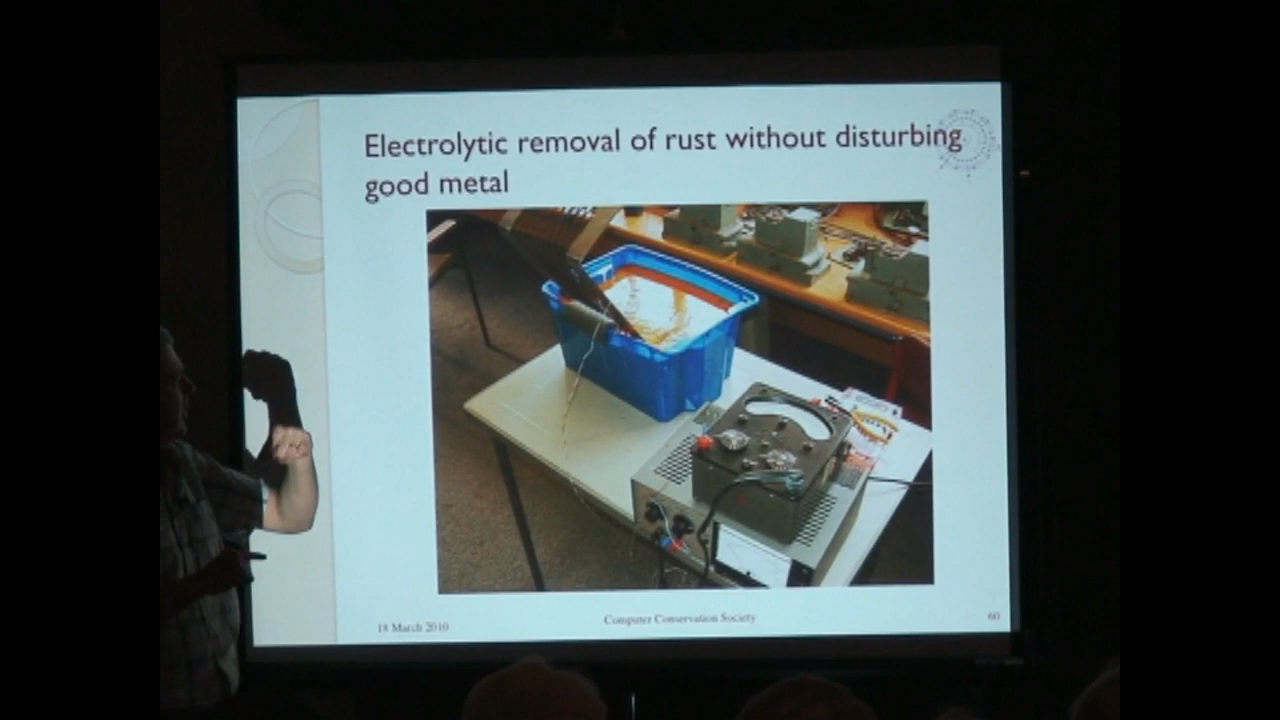 Electrolytic removal of rust without disturbing
good metal
18 March 2010
Computer Conservation Society
60